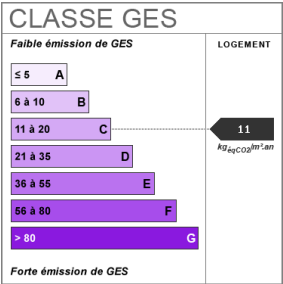 CLASSE GES
Faible émission de GES
LOGEMENT
≤ 5 A
6 à 10 B
11 à 20 C
11
kgéqCO2/m².an
21 à 35 D
36 à 55 E
56 à 80 F
> 80 G
Forte émission de GES